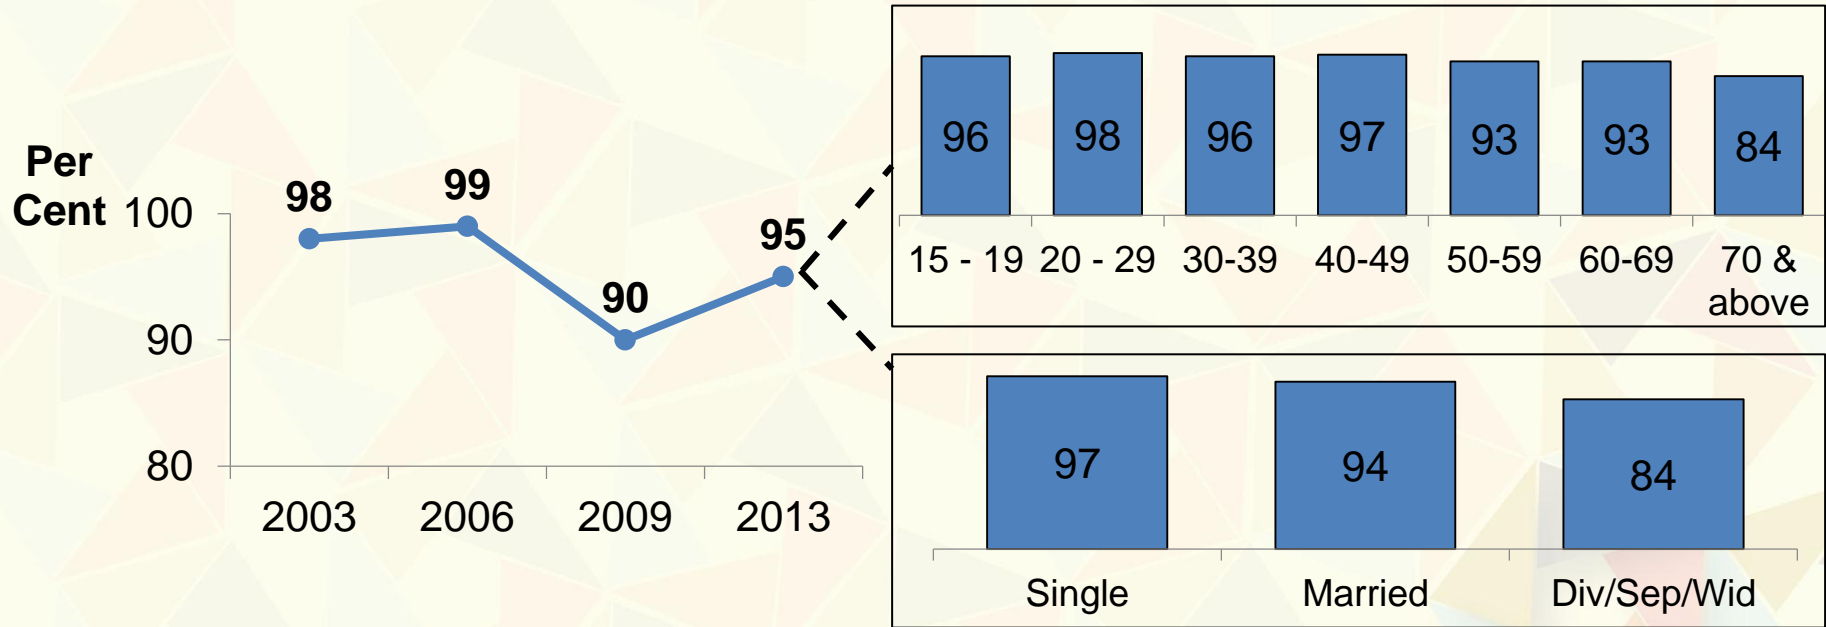 Per
Cent
100
90
80
98
99
90
95
2003 2006 2009 2013
96 98 96 97 93 93 84
15 - 19 20 - 29 30-39 40-49 50-59 60-69 70 &
above
97 94 84
Single Married Div/Sep/Wid